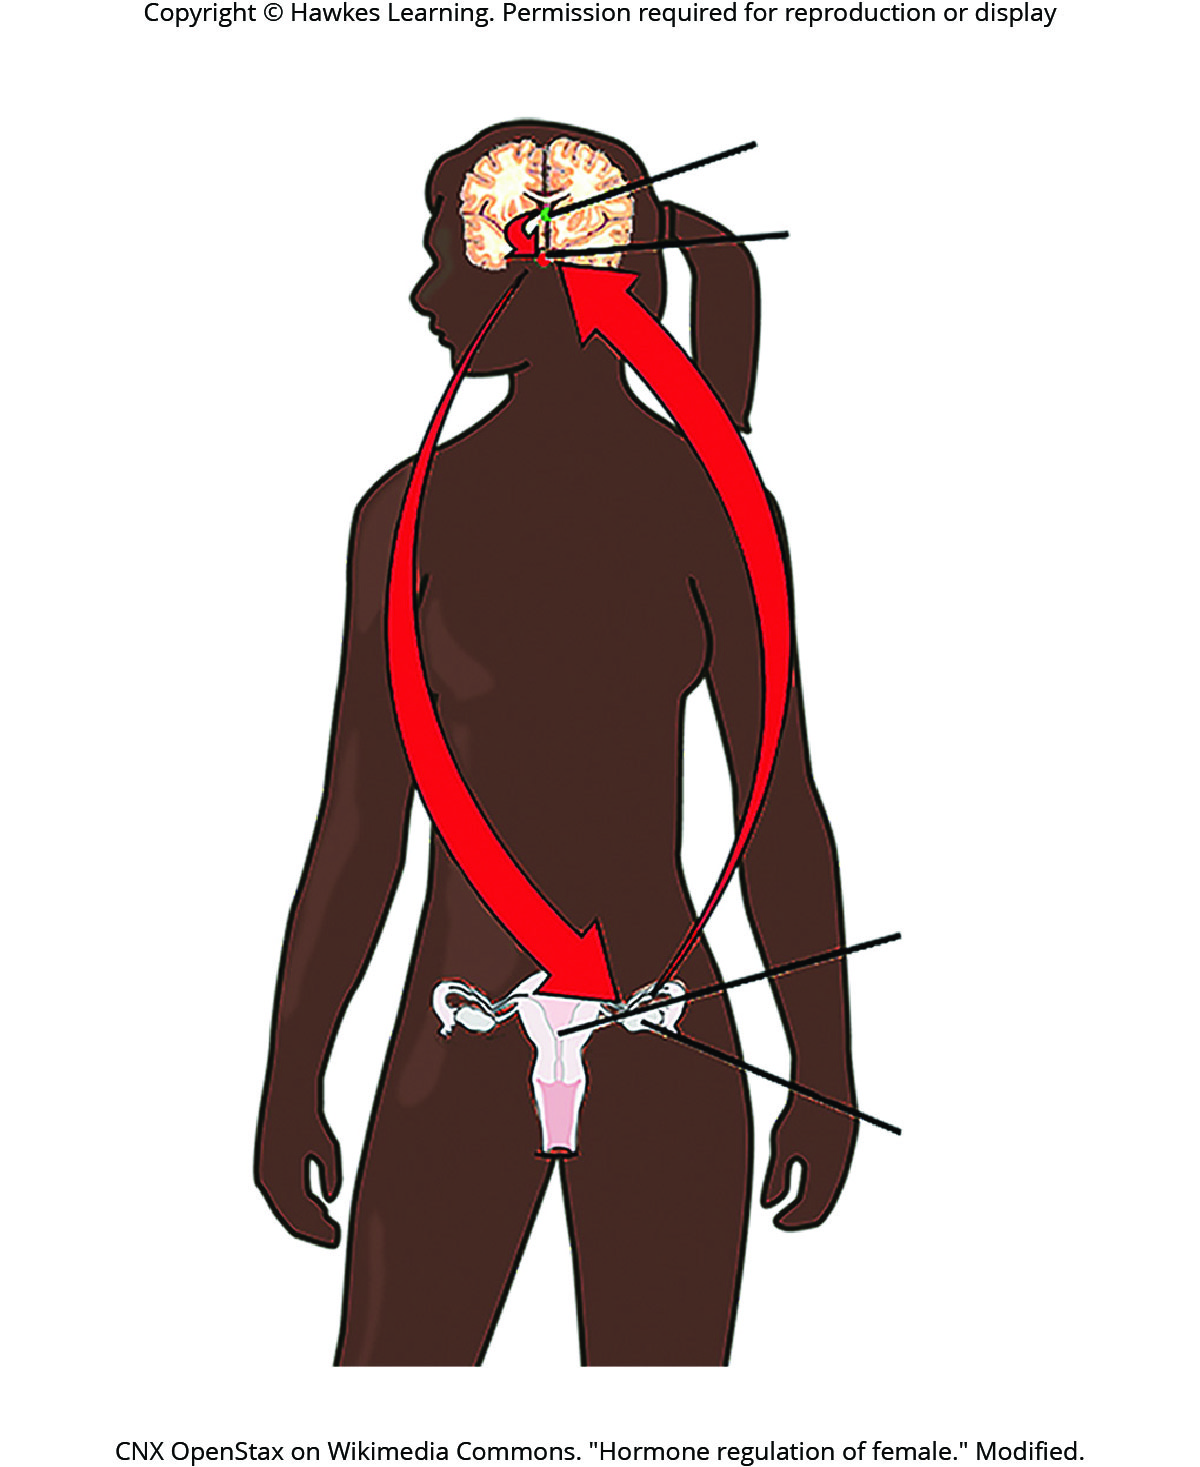 Copyright © Hawkes Learning. Permission required for reproduction or display
CNX OpenStax on Wikimedia Commons. "Hormone regulation of female." Modified.